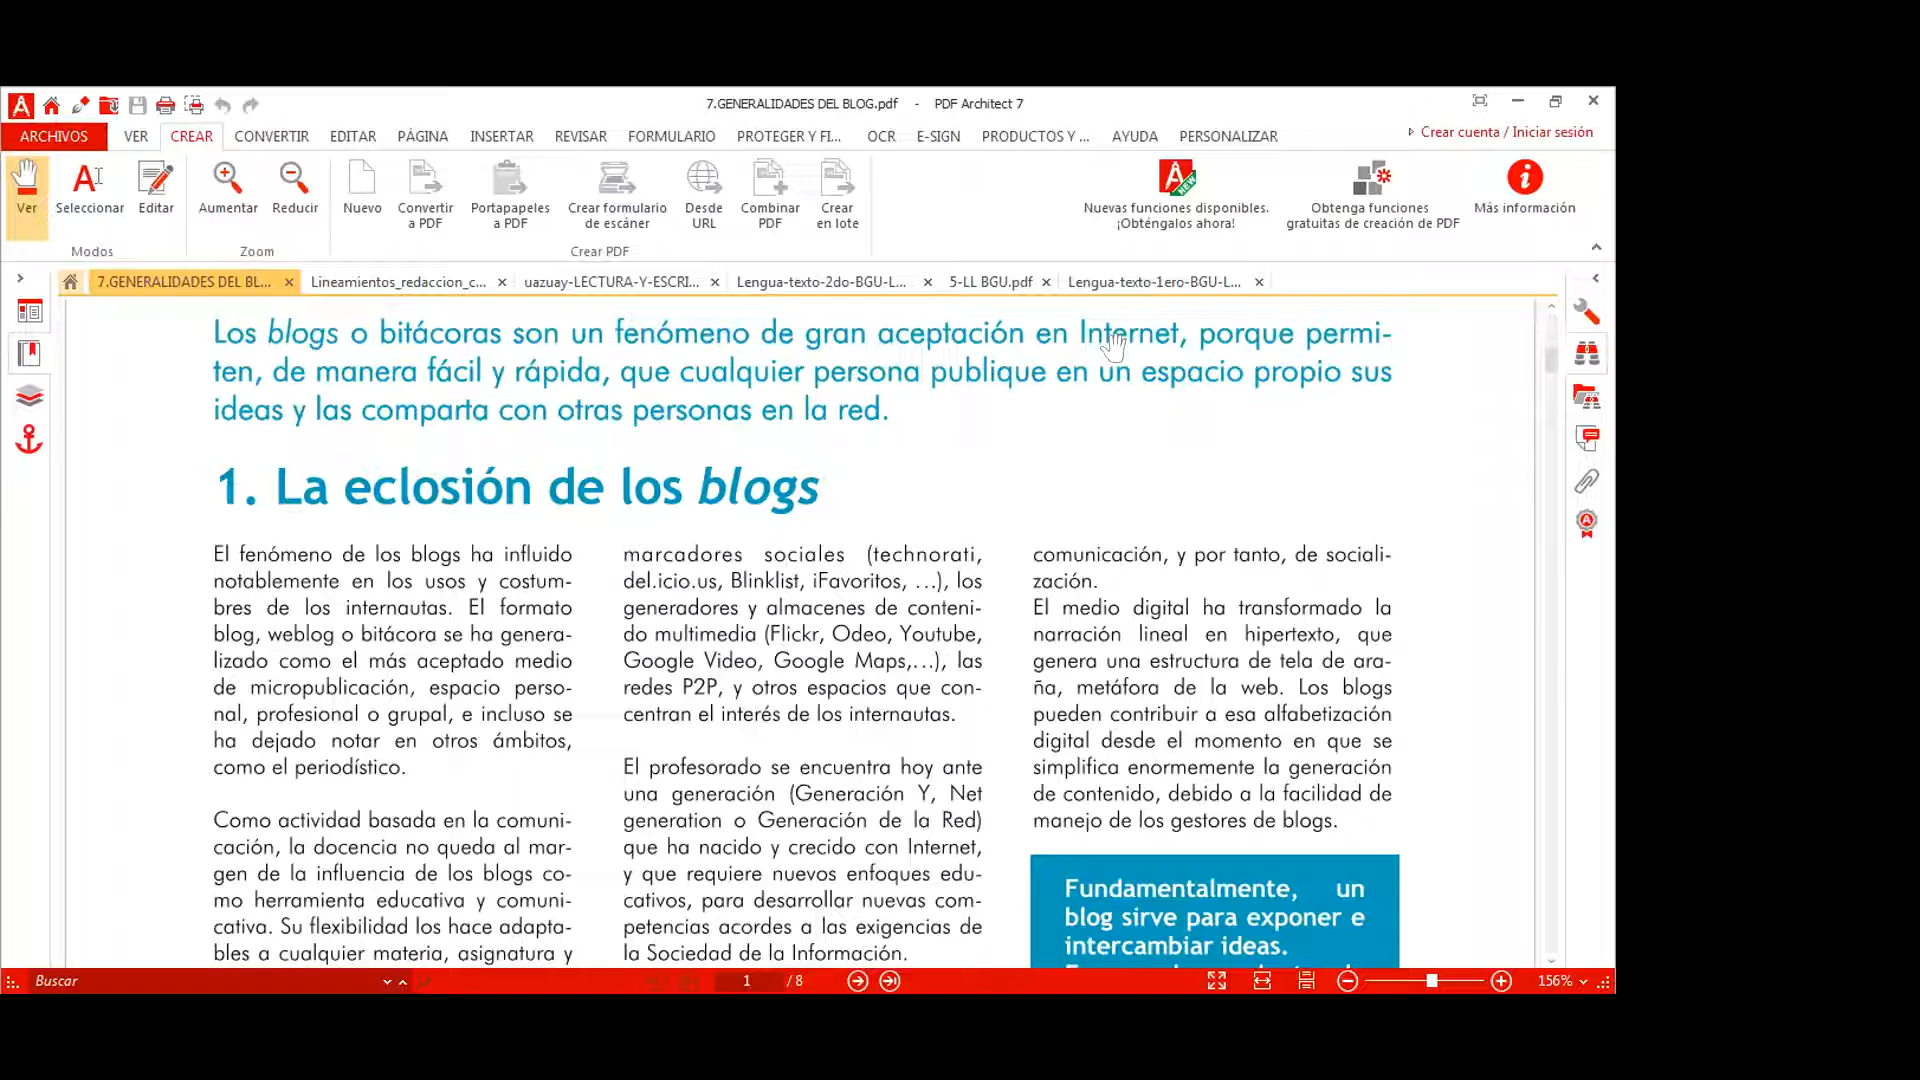 7.GENERALIDADES DEL BLOG.pdf - PDF Architect 7
ARCHIVOS VER CREAR CONVERTIR EDITAR PÁGINA INSERTAR REVISAR FORMULARIO PROTEGER Y FI... OCR E-SIGN PRODUCTOS Y ... AYUDA PERSONALIZAR
Crear cuenta / Iniciar sesión
Ver Seleccionar Editar Aumentar Reducir Nuevo Convertir a PDF Portapapeles a PDF Crear formulario de escáner Desde URL Combinar PDF Crear en lote
Nuevas funciones disponibles. ¡Obténgalos ahora!
NEW
Obtenga funciones gratuitas de creación de PDF
Más información
Modos Zoom Crear PDF
7.GENERALIDADES DEL BL... Lineamientos_redaccion_c... uazuay-LECTURA-Y-ESCRI... Lengua-texto-2do-BGU-L... 5-LL BGU.pdf Lengua-texto-1ero-BGU-L...
Los blogs o bitácoras son un fenómeno de gran aceptación en Internet, porque permi-
ten, de manera fácil y rápida, que cualquier persona publique en un espacio propio sus
ideas y las comparta con otras personas en la red.
1. La eclosión de los blogs
El fenómeno de los blogs ha influido
notablemente en los usos y costum-
bres de los internautas. El formato
blog, weblog o bitácora se ha genera-
lizado como el más aceptado medio
de micropublicación, espacio perso-
nal, profesional o grupal, e incluso se
ha dejado notar en otros ámbitos,
como el periodístico.
Como actividad basada en la comuni-
cación, la docencia no queda al mar-
gen de la influencia de los blogs co-
mo herramienta educativa y comuni-
cativa. Su flexibilidad los hace adapta-
bles a cualquier materia, asignatura y
marcadores sociales (technorati,
del.icio.us, Blinklist, iFavoritos, ...), los
generadores y almacenes de conteni-
do multimedia (Flickr, Odeo, Youtube,
Google Video, Google Maps,...), las
redes P2P, y otros espacios que con-
centran el interés de los internautas.
El profesorado se encuentra hoy ante
una generación (Generación Y, Net
generation o Generación de la Red)
que ha nacido y crecido con Internet,
y que requiere nuevos enfoques edu-
cativos, para desarrollar nuevas com-
petencias acordes a las exigencias de
la Sociedad de la Información.
comunicación, y por tanto, de sociali-
zación.
El medio digital ha transformado la
narración lineal en hipertexto, que
genera una estructura de tela de ara-
ña, metáfora de la web. Los blogs
pueden contribuir a esa alfabetización
digital desde el momento en que se
simplifica enormemente la generación
de contenido, debido a la facilidad de
manejo de los gestores de blogs.
Fundamentalmente, un
blog sirve para exponer e
intercambiar ideas.
Buscar 1 / 8 156%